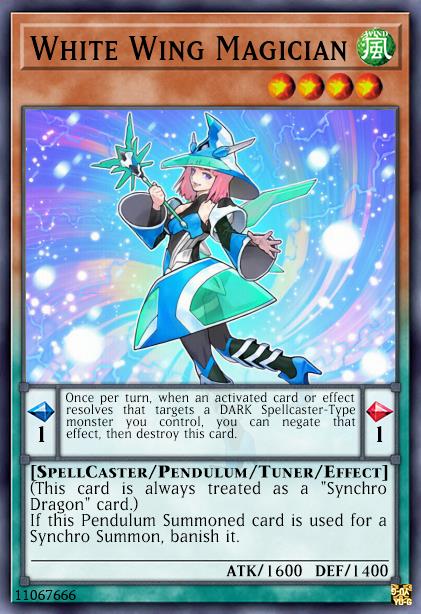 White Wing Magician
WIND
風
1
Once per turn, when an activated card or effect
resolves that targets a DARK Spellcaster-Type
monster you control, you can negate that
effect, then destroy this card.
1
[SpellCaster/Pendulum/Tuner/Effect]
(This card is always treated as a "Synchro
Dragon" card.)
If this Pendulum Summoned card is used for a
Synchro Summon, banish it.
ATK/1600 DEF/1400
11067666